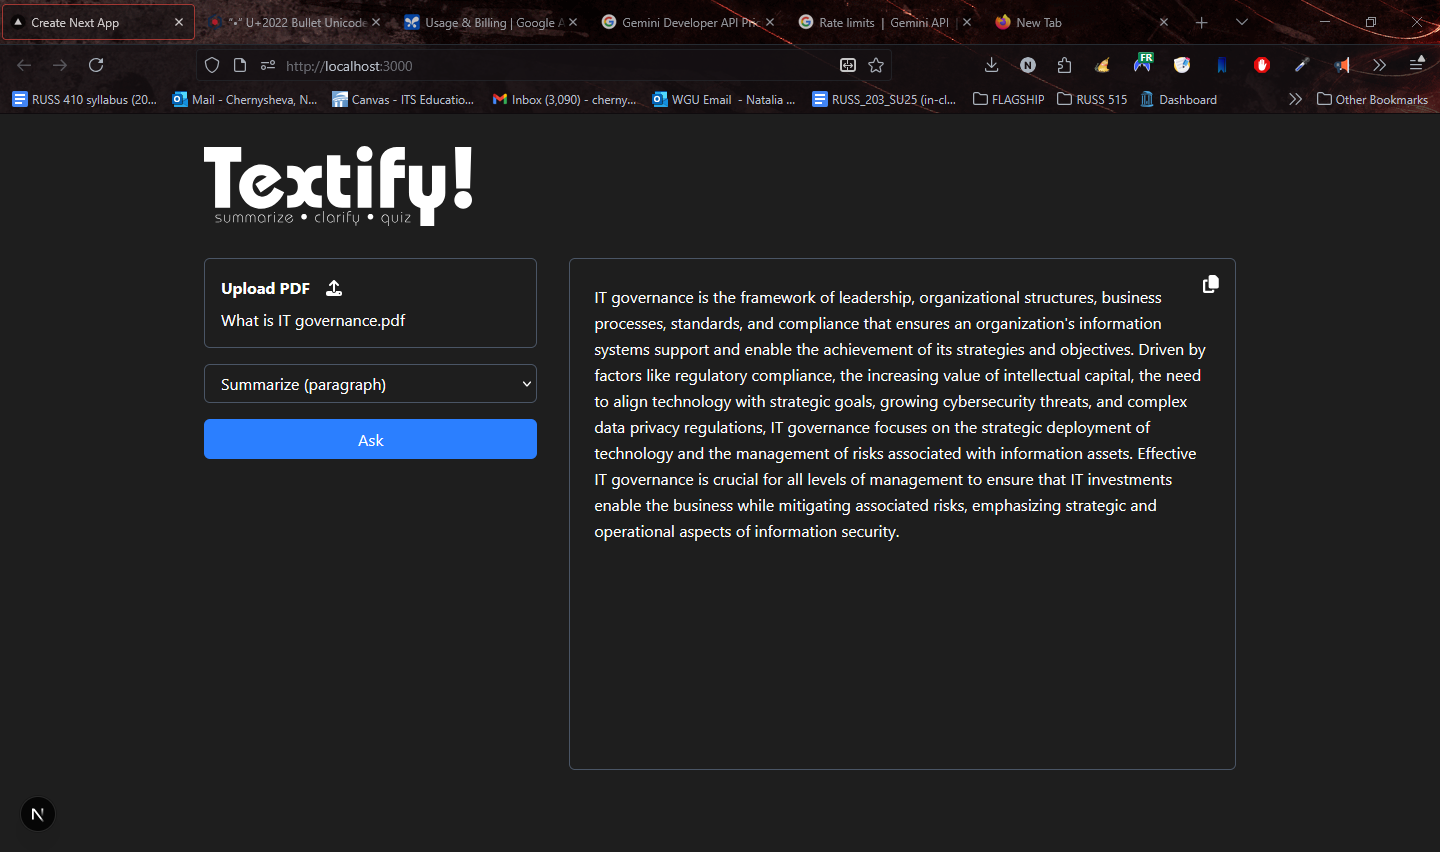 Create Next App
"•" U+2022 Bullet Unicode
Usage & Billing | Google A
Gemini Developer API Pric
Rate limits | Gemini API |
New Tab
http://localhost:3000
FR
RUSS 410 syllabus (20...
Mail - Chernysheva, N...
Canvas - ITS Educatio...
Inbox (3,090) - cherny...
WGU Email - Natalia ...
RUSS_203_SU25 (in-cl...
FLAGSHIP
RUSS 515
Dashboard
Other Bookmarks
Textify!
summarize • clarify • quiz
Upload PDF
What is IT governance.pdf
Summarize (paragraph)
Ask
IT governance is the framework of leadership, organizational structures, business
processes, standards, and compliance that ensures an organization's information
systems support and enable the achievement of its strategies and objectives. Driven by
factors like regulatory compliance, the increasing value of intellectual capital, the need
to align technology with strategic goals, growing cybersecurity threats, and complex
data privacy regulations, IT governance focuses on the strategic deployment of
technology and the management of risks associated with information assets. Effective
IT governance is crucial for all levels of management to ensure that IT investments
enable the business while mitigating associated risks, emphasizing strategic and
operational aspects of information security.
N